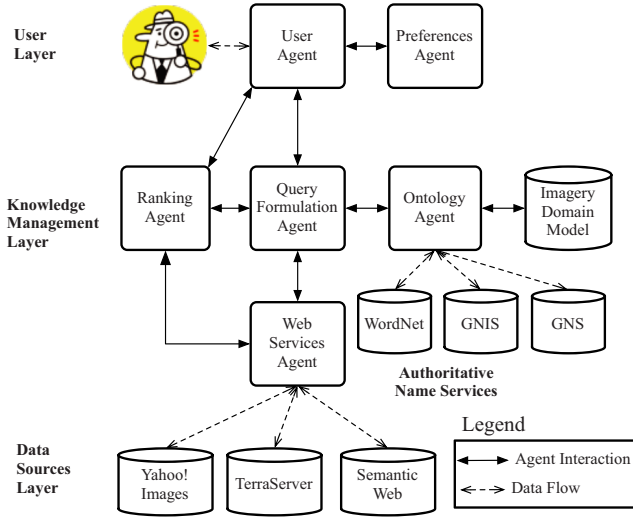 User
Layer
User
Agent
Preferences
Agent
Knowledge
Management
Layer
Ranking
Agent
Query
Formulation
Agent
Ontology
Agent
Imagery
Domain
Model
WordNet
GNIS
GNS
Web
Services
Agent
Authoritative
Name Services
Data
Sources
Layer
Yahoo!
Images
TerraServer
Semantic
Web
Legend
Agent Interaction
Data Flow